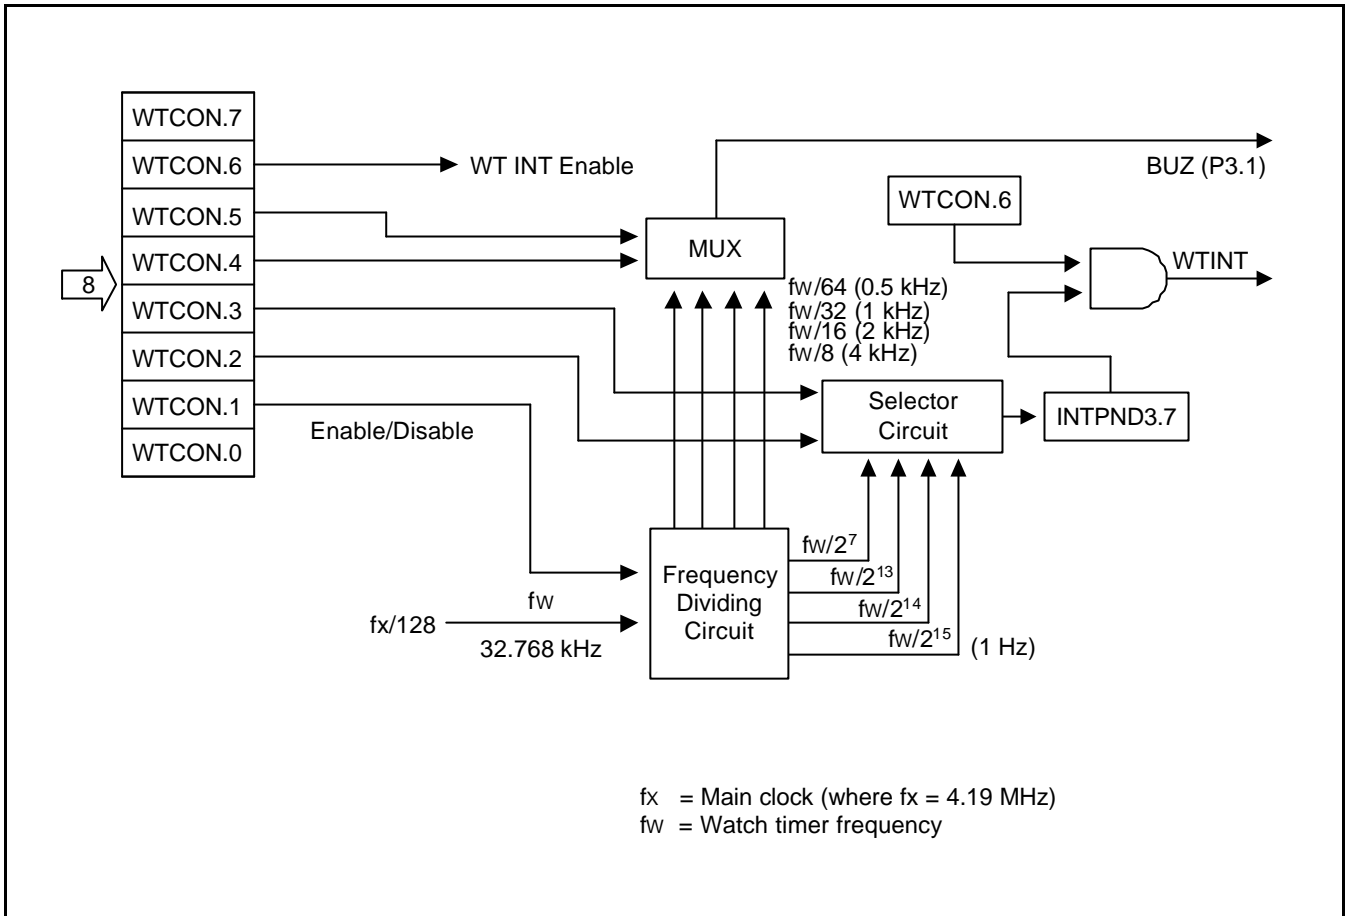 WTCON.7
WTCON.6
WT INT Enable
BUZ (P3.1)
WTCON.6
WTCON.5
MUX
WTCON.4
WTINT
8
fw/64 (0.5 kHz)
WTCON.3
fw/32 (1 kHz)
fw/16 (2 kHz)
fw/8 (4 kHz)
WTCON.2
WTCON.1
Selector
Circuit
INTPND3.7
Enable/Disable
WTCON.0
fw/2⁷
Frequency
Dividing
Circuit
fw/2¹³
fw
fw/2¹⁴
fx/128
fw/2¹⁵
(1 Hz)
32.768 kHz
fx = Main clock (where fx = 4.19 MHz)
fw = Watch timer frequency